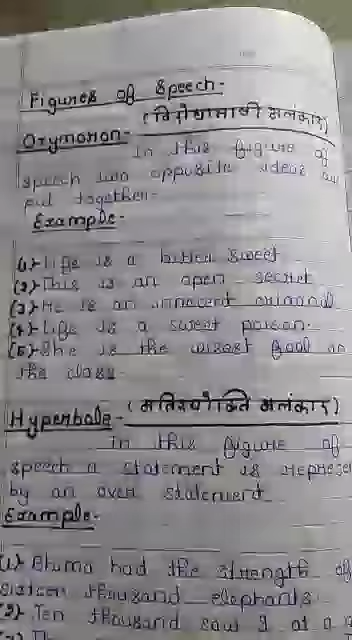 Figures of Speech-
(विरोधाभाषी अलंकार)
Oxymoron-
In this figure of
speech two opposite ideas are
put together-
Example-
(1) Life is a bitter sweet
(2) This is an open secret
(3) He is an innocent criminal
(4) Life is a sweet poison.
(5) She is the wisest fool in
the class.
Hyperbole- (अतिश्योक्ति अलंकार)
In this figure of
speech a statement is represe
by an over statement
Example-
(1) Bhima had the strength of
sixteen thousand elephants.
(2) Ten thousand saw I at a